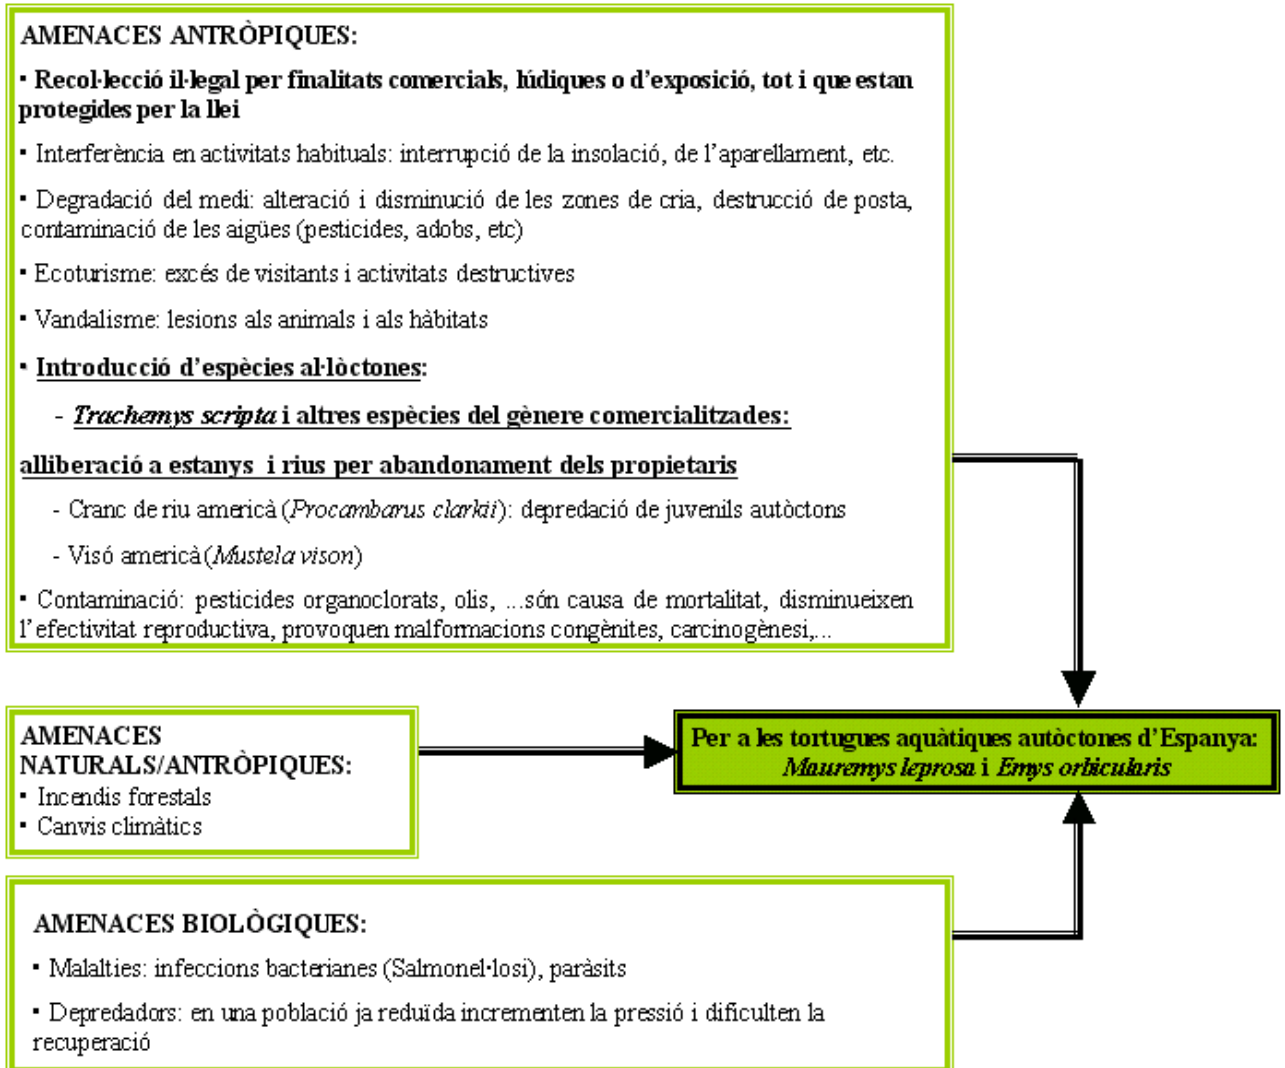 AMENACES ANTRÒPIQUES:
▪ Recol·lecció il·legal per finalitats comercials, lúdiques o d'exposició, tot i que estan
protegides per la llei
▪ Interferència en activitats habituals: interrupció de la insolació, de l'aparellament, etc.
▪ Degradació del medi: alteració i disminució de les zones de cria, destrucció de posta,
contaminació de les aigües (pesticides, adobs, etc)
▪ Ecoturisme: excés de visitants i activitats destructives
▪ Vandalisme: lesions als animals i als hàbitats
▪ Introducció d'espècies al·lòctones:
- Trachemys scripta i altres espècies del gènere comercialitzades:
alliberació a estanys i rius per abandonament dels propietaris
- Cranc de riu americà (Procambarus clarkii): depredació de juvenils autòctons
- Visó americà (Mustela vison)
▪ Contaminació: pesticides organoclorats, olis, ...són causa de mortalitat, disminueixen
l'efectivitat reproductiva, provoquen malformacions congènites, carcinogènesi,...
AMENACES
NATURALS/ANTRÒPIQUES:
▪ Incendis forestals
▪ Canvis climàtics
Per a les tortugues aquàtiques autòctones d'Espanya:
Mauremys leprosa i Emys orbicularis
AMENACES BIOLÒGIQUES:
▪ Malalties: infeccions bacterianes (Salmonel·losi), paràsits
▪ Depredadors: en una població ja reduïda incrementen la pressió i dificulten la
recuperació